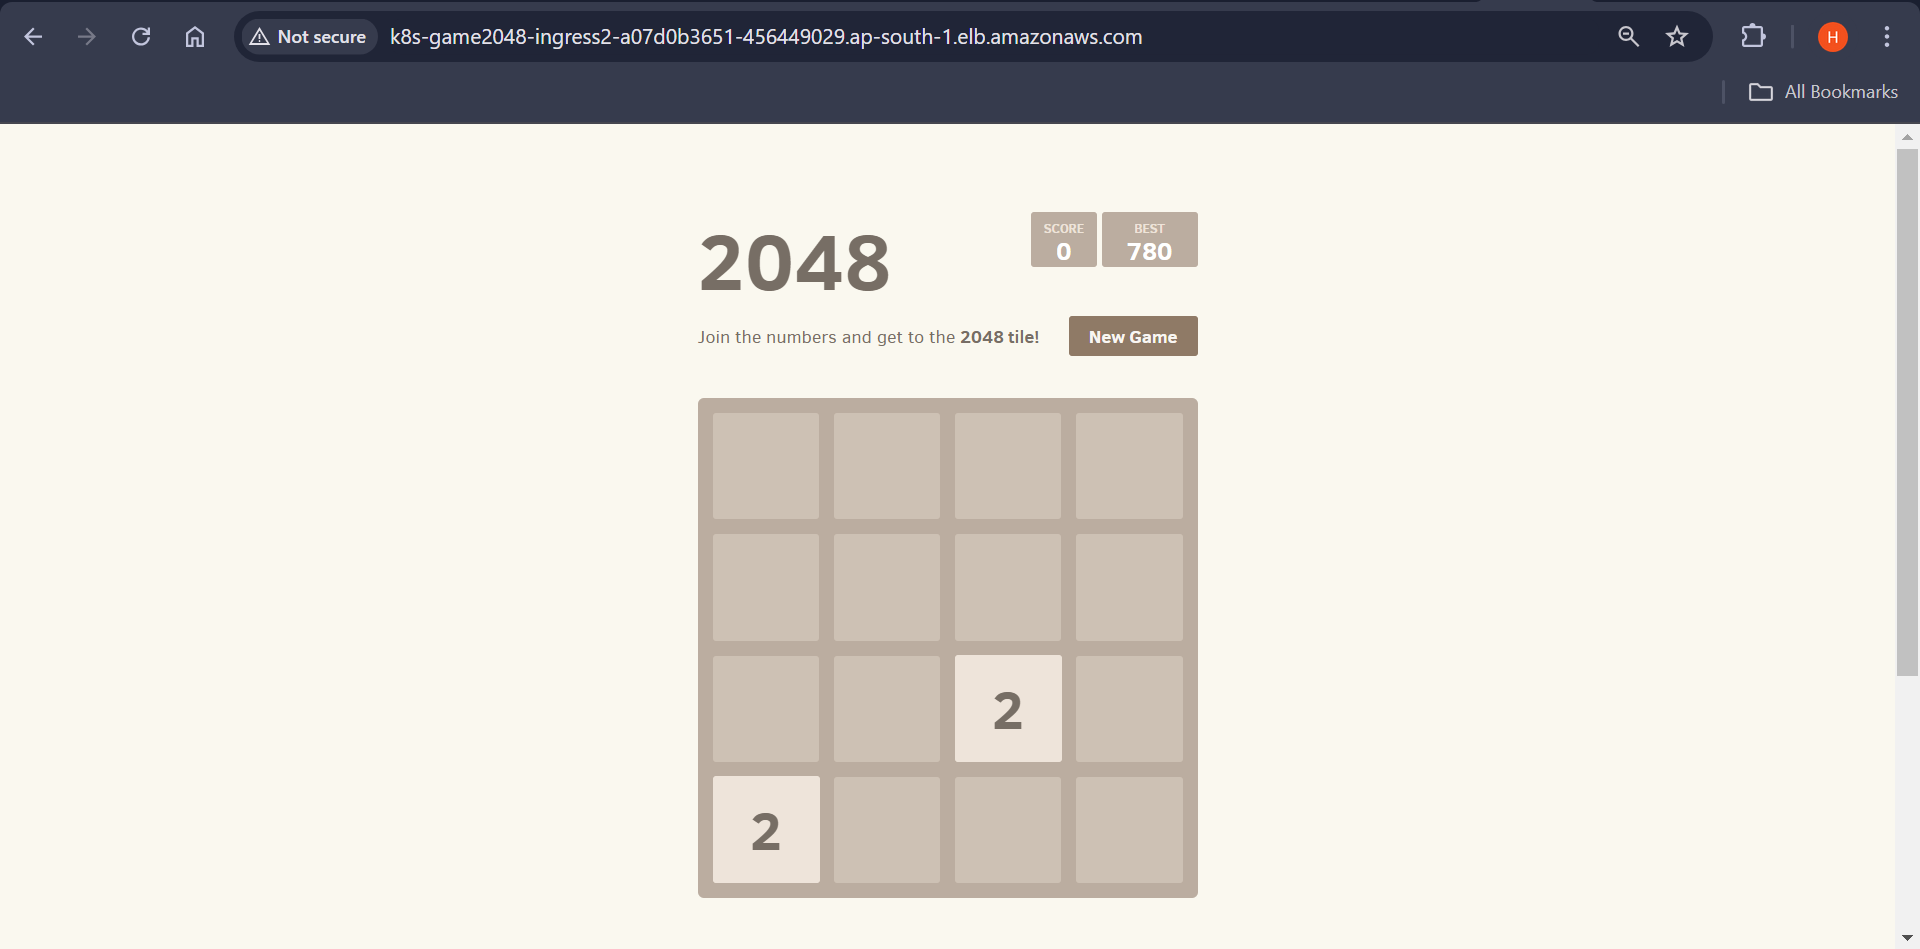 Not secure
k8s-game2048-ingress2-a07d0b3651-456449029.ap-south-1.elb.amazonaws.com
H
All Bookmarks
2048
SCORE
0
BEST
780
Join the numbers and get to the 2048 tile!
New Game
2
2